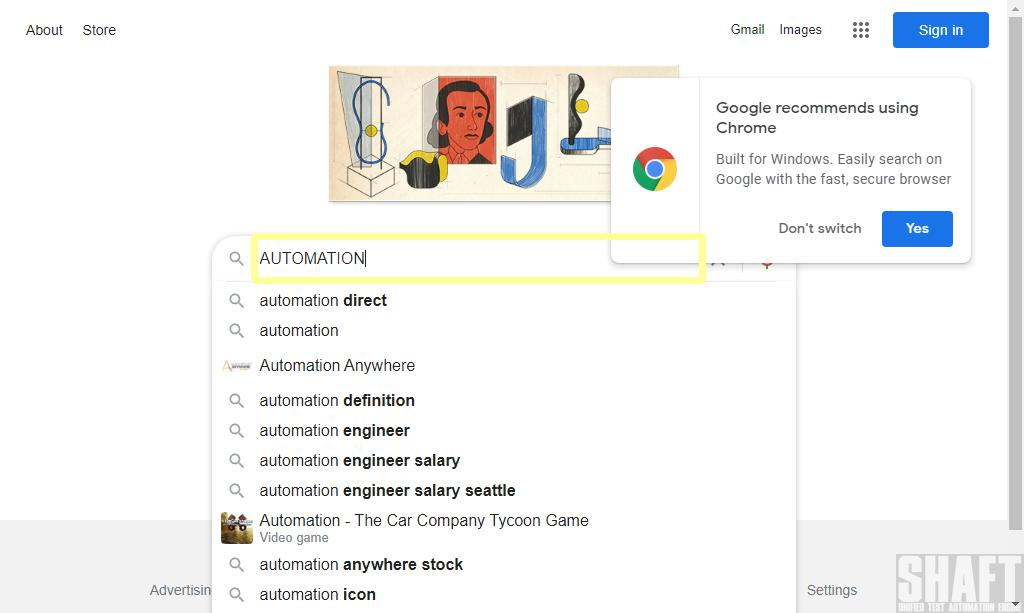 About Store
Gmail Images
Sign in
Google recommends using
Chrome
Built for Windows. Easily search on
Google with the fast, secure browser
Don't switch Yes
AUTOMATION
automation direct
automation
Automation Anywhere
automation definition
automation engineer
automation engineer salary
automation engineer salary seattle
Automation - The Car Company Tycoon Game
Video game
automation anywhere stock
automation icon
Advertisin
Settings
SHAFT
UNIFIED TEST AUTOMATION